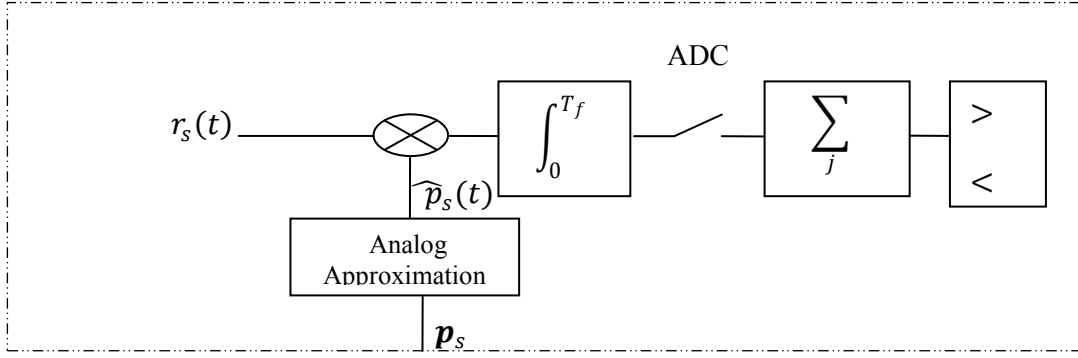 ADC
r_s(t)
∫_0^{T_f}
∑_j
>
<
\widehat{p}_s(t)
Analog
Approximation
p_s